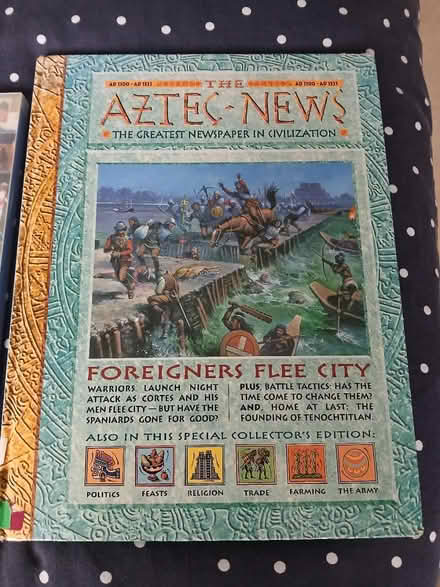 AD 1100 - AD 1521 THE AD 1100 - AD 1521
AZTEC-NEWS
THE GREATEST NEWSPAPER IN CIVILIZATION
FOREIGNERS FLEE CITY
WARRIORS LAUNCH NIGHT
ATTACK AS CORTES AND HIS
MEN FLEE CITY — BUT HAVE THE
SPANIARDS GONE FOR GOOD?
PLUS, BATTLE TACTICS: HAS THE
TIME COME TO CHANGE THEM?
AND, HOME AT LAST: THE
FOUNDING OF TENOCHTITLAN.
ALSO IN THIS SPECIAL COLLECTOR'S EDITION:
POLITICS FEASTS RELIGION TRADE FARMING THE ARMY